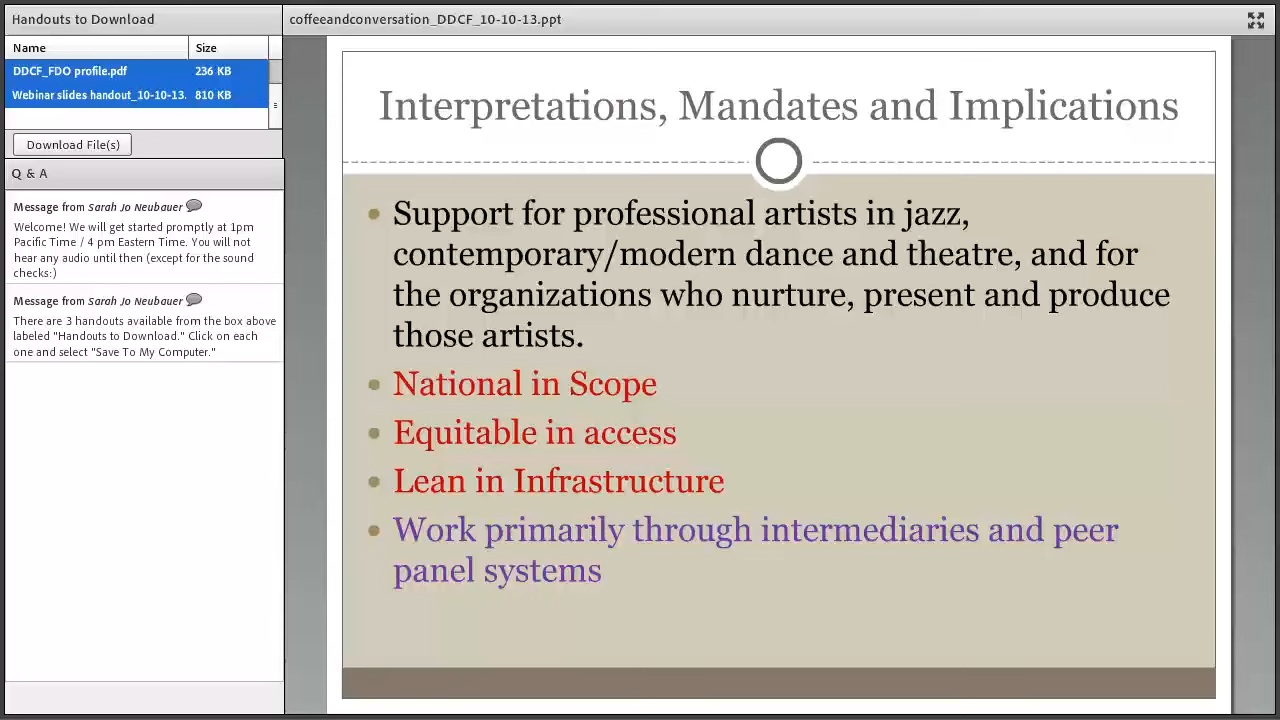 Handouts to Download
Name Size
DDCF_FDO profile.pdf 236 KB
Webinar slides handout_10-10-13. 810 KB
Download File(s)
Q & A
Message from Sarah Jo Neubauer
Welcome! We will get started promptly at 1pm
Pacific Time / 4 pm Eastern Time. You will not
hear any audio until then (except for the sound
checks:)
Message from Sarah Jo Neubauer
There are 3 handouts available from the box above
labeled "Handouts to Download." Click on each
one and select "Save To My Computer."
coffeeandconversation_DDCF_10-10-13.ppt
Interpretations, Mandates and Implications
• Support for professional artists in jazz,
contemporary/modern dance and theatre, and for
the organizations who nurture, present and produce
those artists.
• National in Scope
• Equitable in access
• Lean in Infrastructure
• Work primarily through intermediaries and peer
panel systems